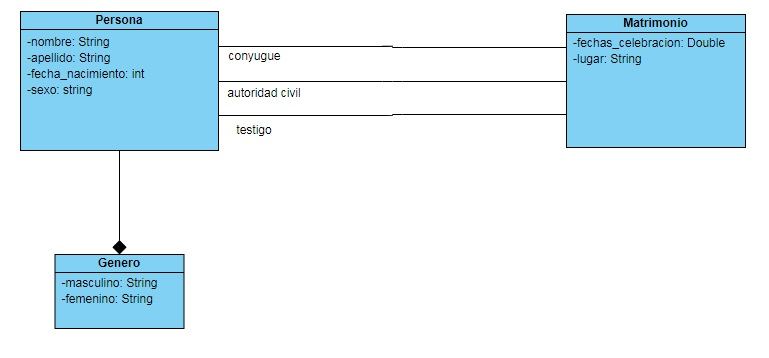 Persona
-nombre: String
-apellido: String
-fecha_nacimiento: int
-sexo: string
conyugue
autoridad civil
testigo
Matrimonio
-fechas_celebracion: Double
-lugar: String
Genero
-masculino: String
-femenino: String